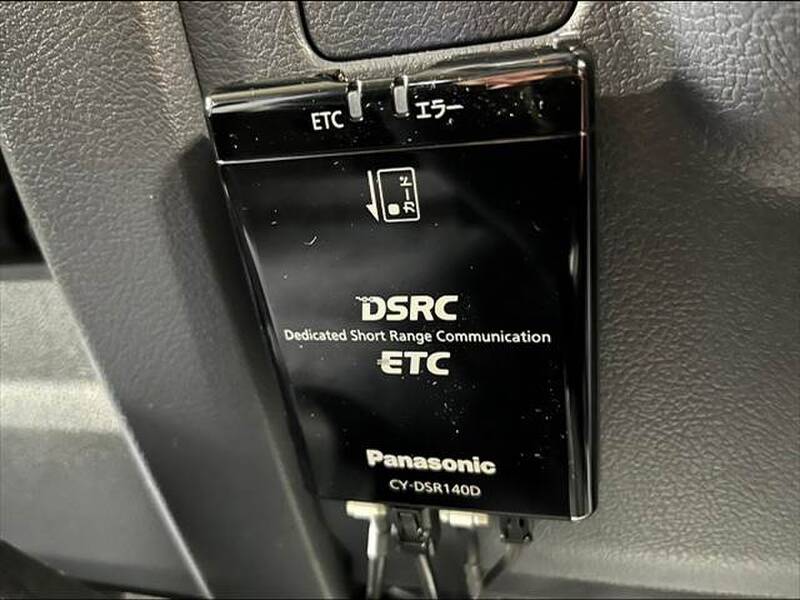 ETC エラー
カード
DSRC
Dedicated Short Range Communication
ETC
Panasonic
CY-DSR140D